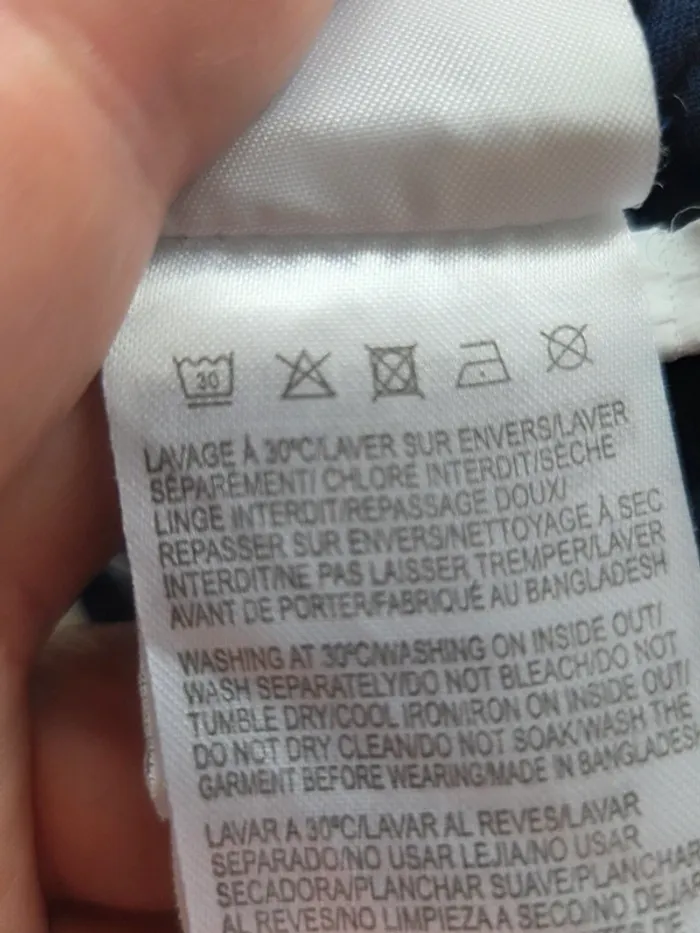 30
LAVAGE À 30°C/LAVER SUR ENVERS/LAVER
SÉPARÉMENT/ CHLORE INTERDIT/SÈCHE
LINGE INTERDIT/REPASSAGE DOUX/
REPASSER SUR ENVERS/NETTOYAGE À SEC
INTERDIT/NE PAS LAISSER TREMPER/LAVER
AVANT DE PORTER/FABRIQUÉ AU BANGLADESH
WASHING AT 30°C/WASHING ON INSIDE OUT/
WASH SEPARATELY/DO NOT BLEACH/DO NOT
TUMBLE DRY/COOL IRON/IRON ON INSIDE OUT/
DO NOT DRY CLEAN/DO NOT SOAK/WASH THE
GARMENT BEFORE WEARING/MADE IN BANGLADESH
LAVAR A 30°C/LAVAR AL REVES/LAVAR
SEPARADO/NO USAR LEJIA/NO USAR
SECADORA/PLANCHAR SUAVE/PLANCHAR
AL REVES/NO LIMPIEZA A SECO/NO DEJA